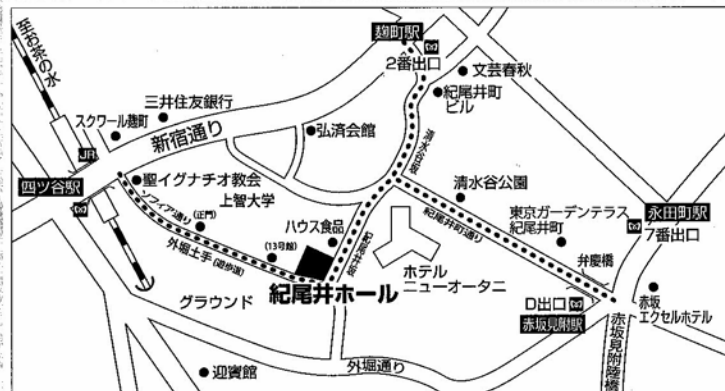 至お茶の水
麹町駅
2番出口
文芸春秋
三井住友銀行
スクワール麹町
紀尾井町
ビル
弘済会館
新宿通り
JR
清水谷坂
四ツ谷駅
聖イグナチオ教会
上智大学
ソフィア通り
(正門)
清水谷公園
紀尾井町通り
東京ガーデンテラス
紀尾井町
永田町駅
7番出口
ハウス食品
(13号館)
外堀土手(遊歩道)
紀尾井坂
弁慶橋
ホテル
ニューオータニ
紀尾井ホール
グラウンド
D出口
赤坂見附駅
赤坂
エクセルホテル
赤坂見附陸橋
外堀通り
迎賓館